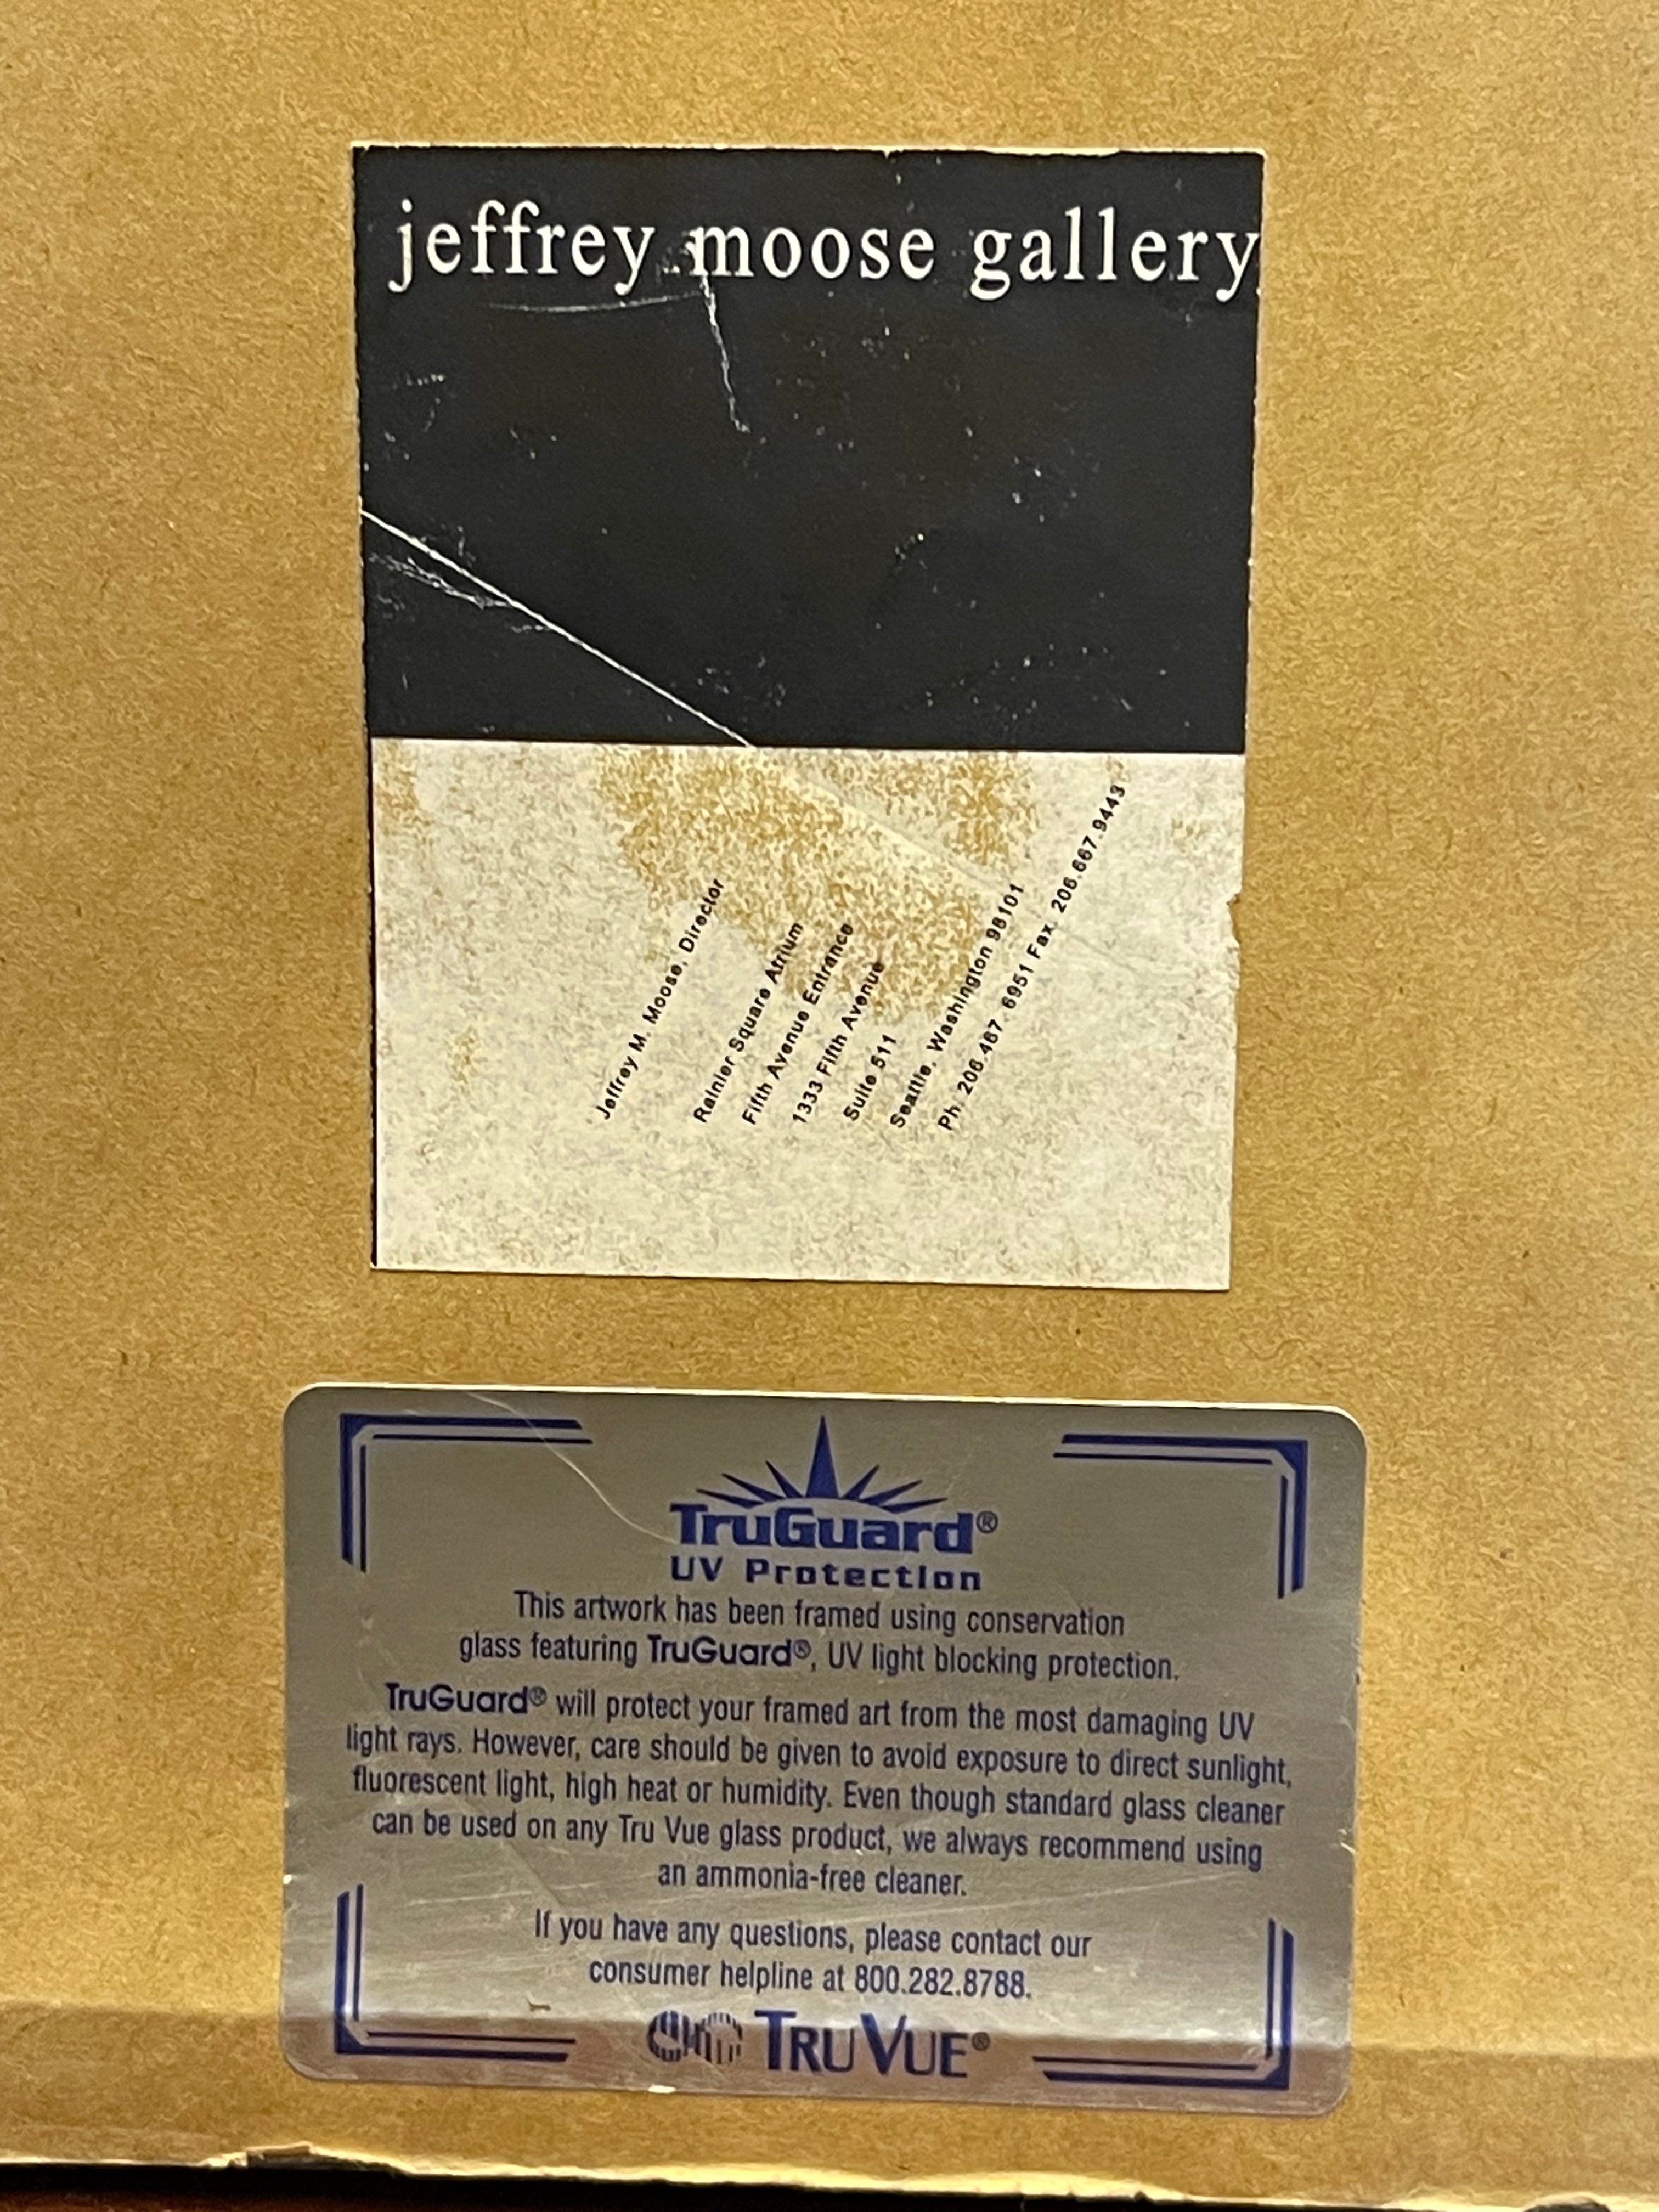 jeffrey moose gallery
Jeffrey M. Moose, Director
Rainier Square Atrium
Fifth Avenue Entrance
1333 Fifth Avenue
Suite 511
Seattle, Washington 98101
Ph. 206.467.6951 Fax. 206.667.9443
TruGuard®
UV Protection
This artwork has been framed using conservation
glass featuring TruGuard®, UV light blocking protection.
TruGuard® will protect your framed art from the most damaging UV
light rays. However, care should be given to avoid exposure to direct sunlight,
fluorescent light, high heat or humidity. Even though standard glass cleaner
can be used on any Tru Vue glass product, we always recommend using
an ammonia-free cleaner.
If you have any questions, please contact our
consumer helpline at 800.282.8788.
TRU VUE®